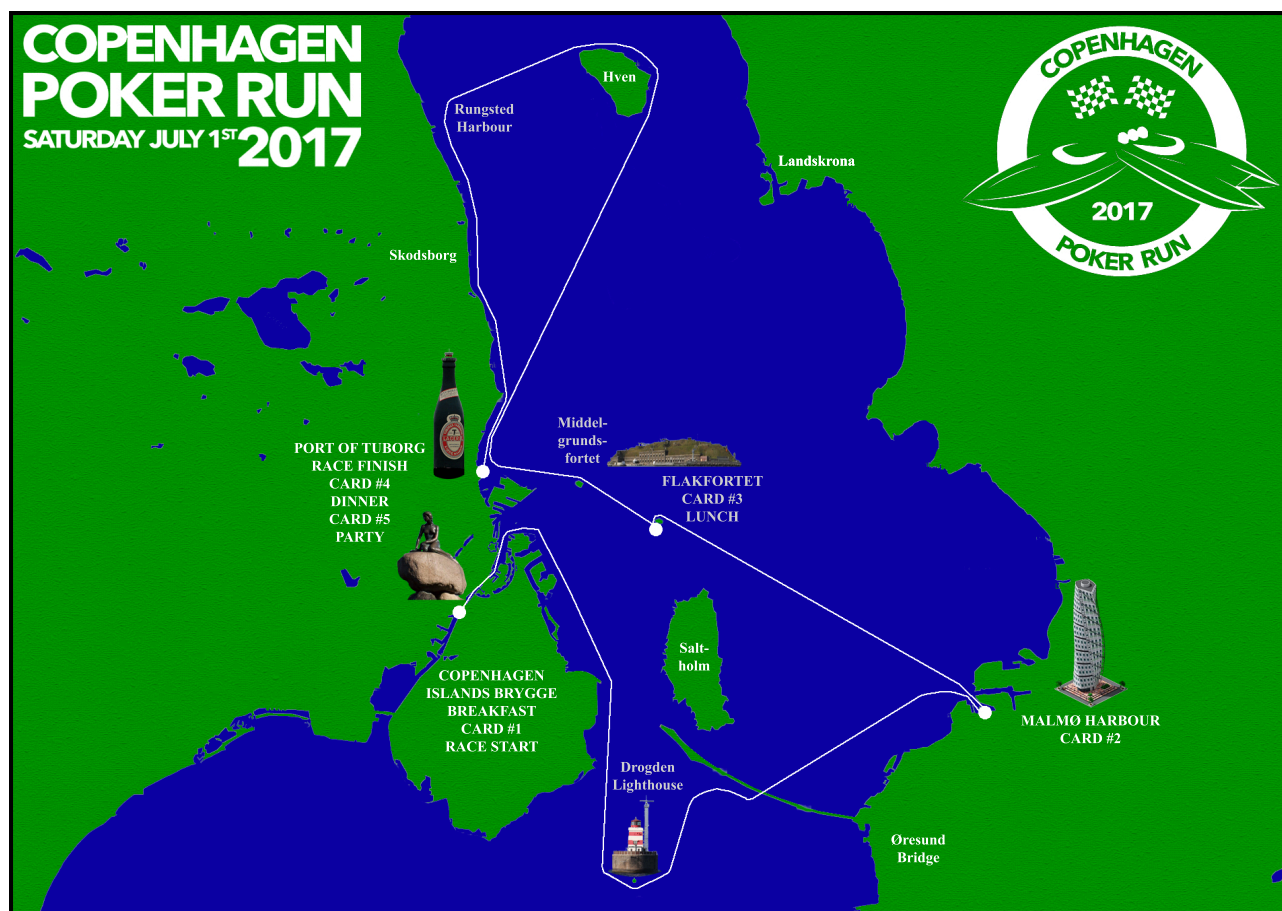 COPENHAGEN
POKER RUN
SATURDAY JULY 1ST 2017
COPENHAGEN
2017
POKER RUN
Hven
Rungsted
Harbour
Landskrona
Skodsborg
Middel-
grunds-
fortet
PORT OF TUBORG
RACE FINISH
CARD #4
DINNER
CARD #5
PARTY
FLAKFORTET
CARD #3
LUNCH
Salt-
holm
COPENHAGEN
ISLANDS BRYGGE
BREAKFAST
CARD #1
RACE START
MALMØ HARBOUR
CARD #2
Drogden
Lighthouse
Øresund
Bridge